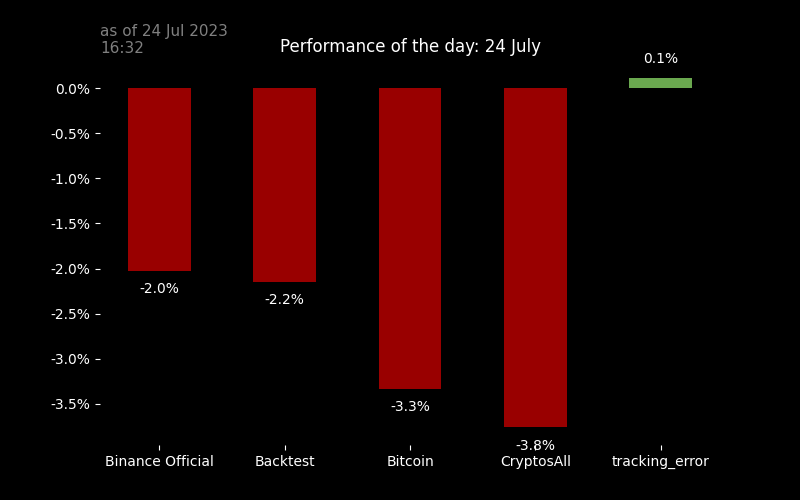 as of 24 Jul 2023
16:32
Performance of the day: 24 July
0.1%
0.0%
-0.5%
-1.0%
-1.5%
-2.0%
-2.5%
-3.0%
-3.5%
-2.0%
-2.2%
-3.3%
-3.8%
Binance Official
Backtest
Bitcoin
CryptosAll
tracking_error